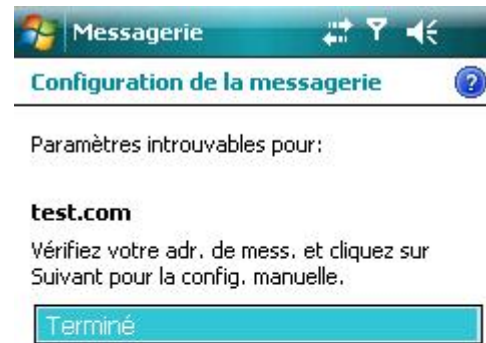 Messagerie
Configuration de la messagerie
?
Paramètres introuvables pour:
test.com
Vérifiez votre adr. de mess. et cliquez sur
Suivant pour la config. manuelle.
Terminé